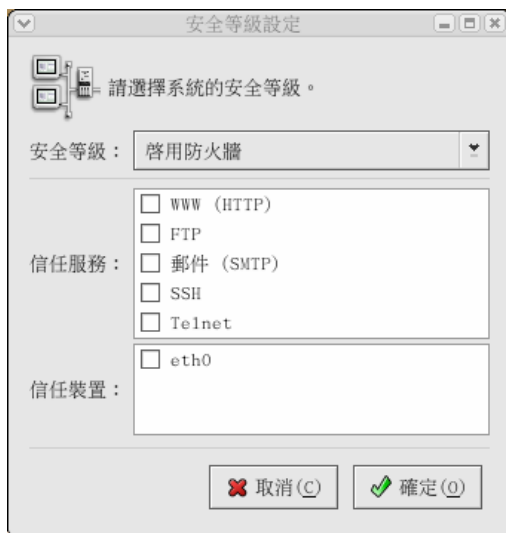 安全等級設定
請選擇系統的安全等級。
安全等級：
啓用防火牆
信任服務：
WWW (HTTP)
FTP
郵件 (SMTP)
SSH
Telnet
信任裝置：
eth0
取消(C)
確定(O)